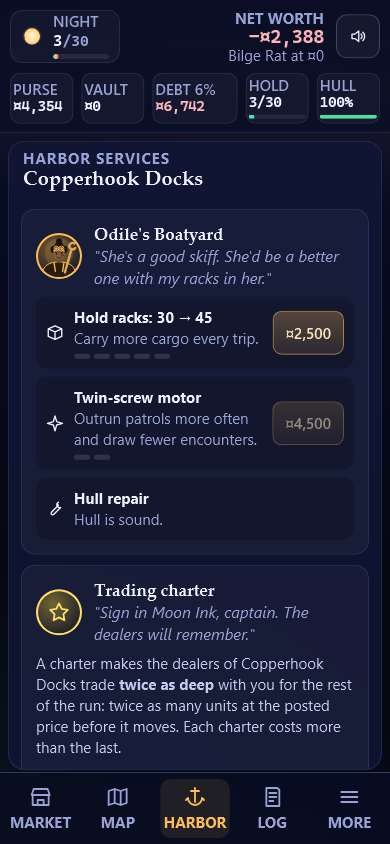 NIGHT
3/30
NET WORTH
−¤2,388
Bilge Rat at ¤0
PURSE
¤4,354
VAULT
¤0
DEBT 6%
¤6,742
HOLD
3/30
HULL
100%
HARBOR SERVICES
Copperhook Docks
Odile's Boatyard
"She's a good skiff. She'd be a better
one with my racks in her."
Hold racks: 30 → 45
Carry more cargo every trip.
¤2,500
Twin-screw motor
Outrun patrols more often
and draw fewer encounters.
¤4,500
Hull repair
Hull is sound.
Trading charter
"Sign in Moon Ink, captain. The
dealers will remember."
A charter makes the dealers of Copperhook
Docks trade twice as deep with you for the rest
of the run: twice as many units at the posted
price before it moves. Each charter costs more
than the last.
MARKET
MAP
HARBOR
LOG
MORE